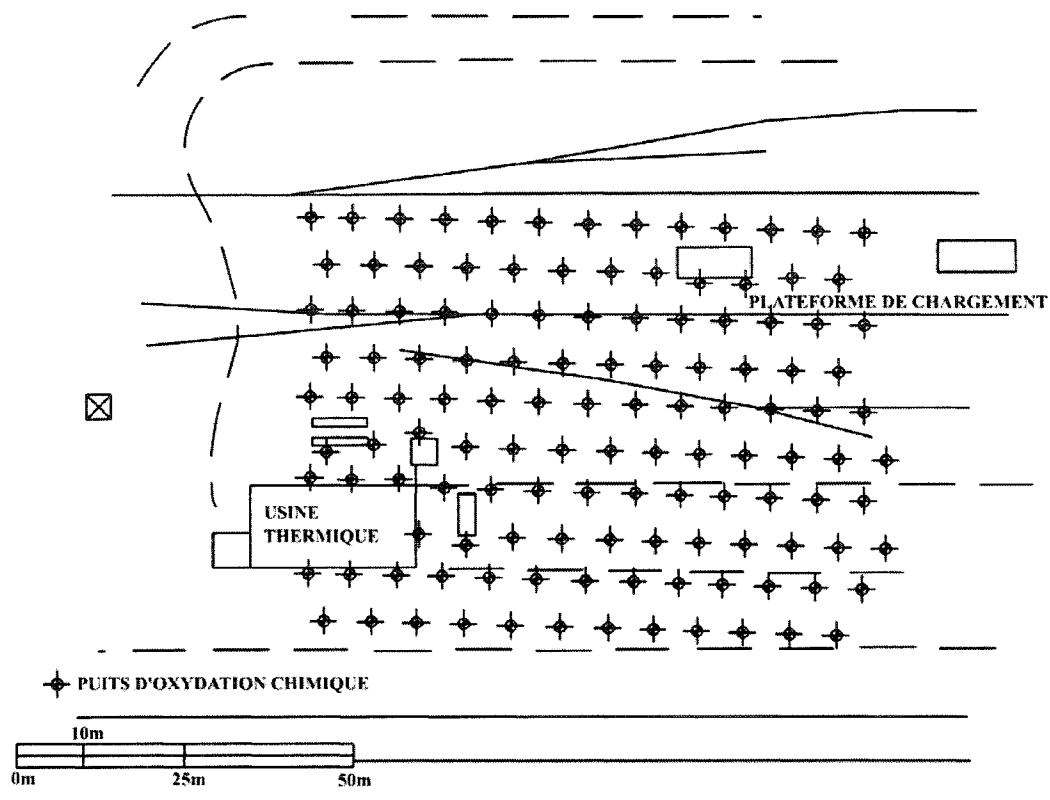 PLATEFORME DE CHARGEMENT
USINE
THERMIQUE
PUITS D'OXYDATION CHIMIQUE
10m
0m
25m
50m